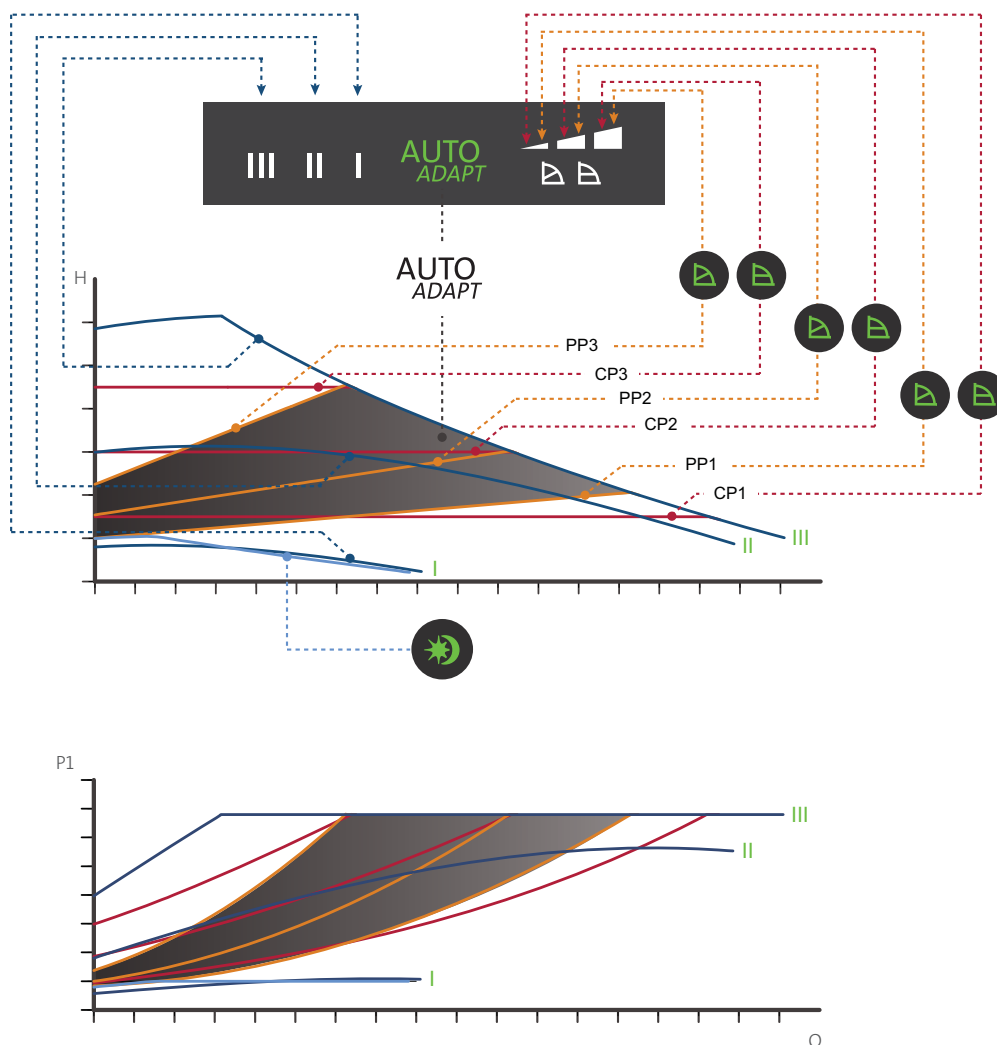 III II I
AUTO
ADAPT
AUTO
ADAPT
H
PP3
CP3
PP2
CP2
PP1
CP1
III
II
I
P1
III
II
I